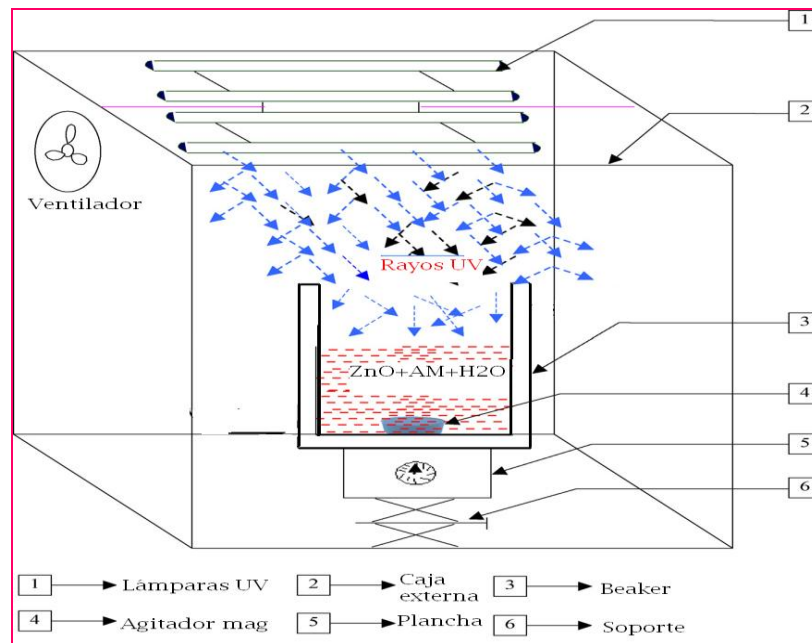 1
2
Ventilador
Rayos UV
3
ZnO+AM+H2O
4
5
6
1 Lámparas UV 2 Caja externa 3 Beaker
4 Agitador mag 5 Plancha 6 Soporte